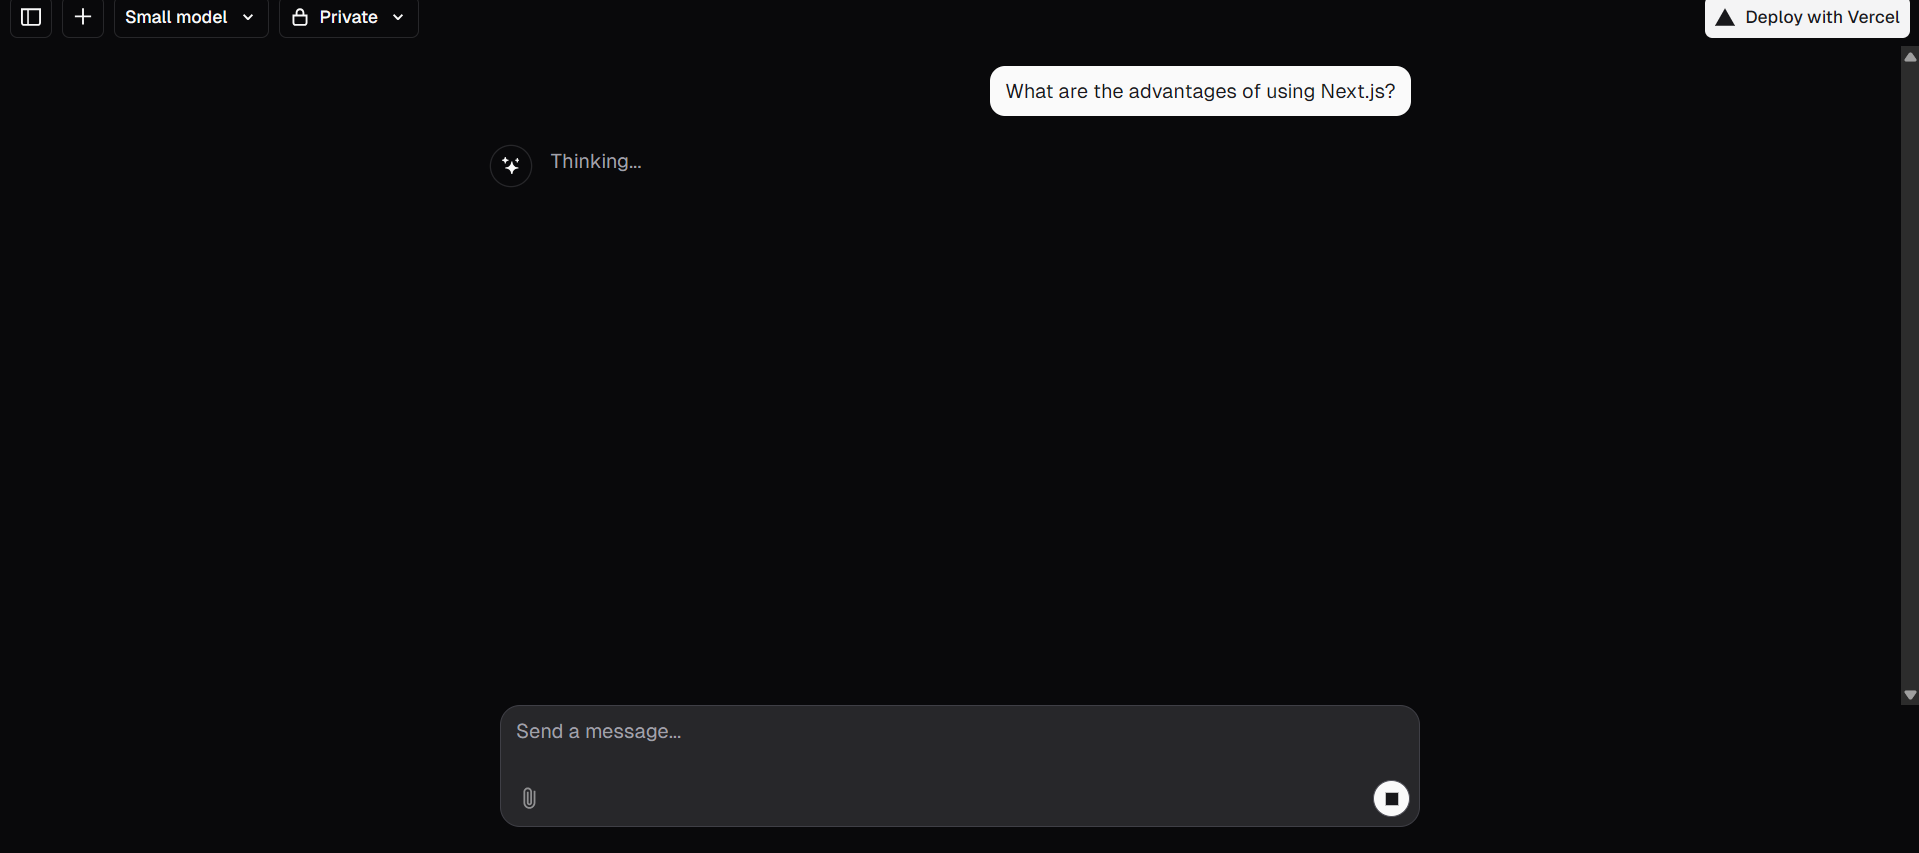 Small model
Private
Deploy with Vercel
What are the advantages of using Next.js?
Thinking...
Send a message...